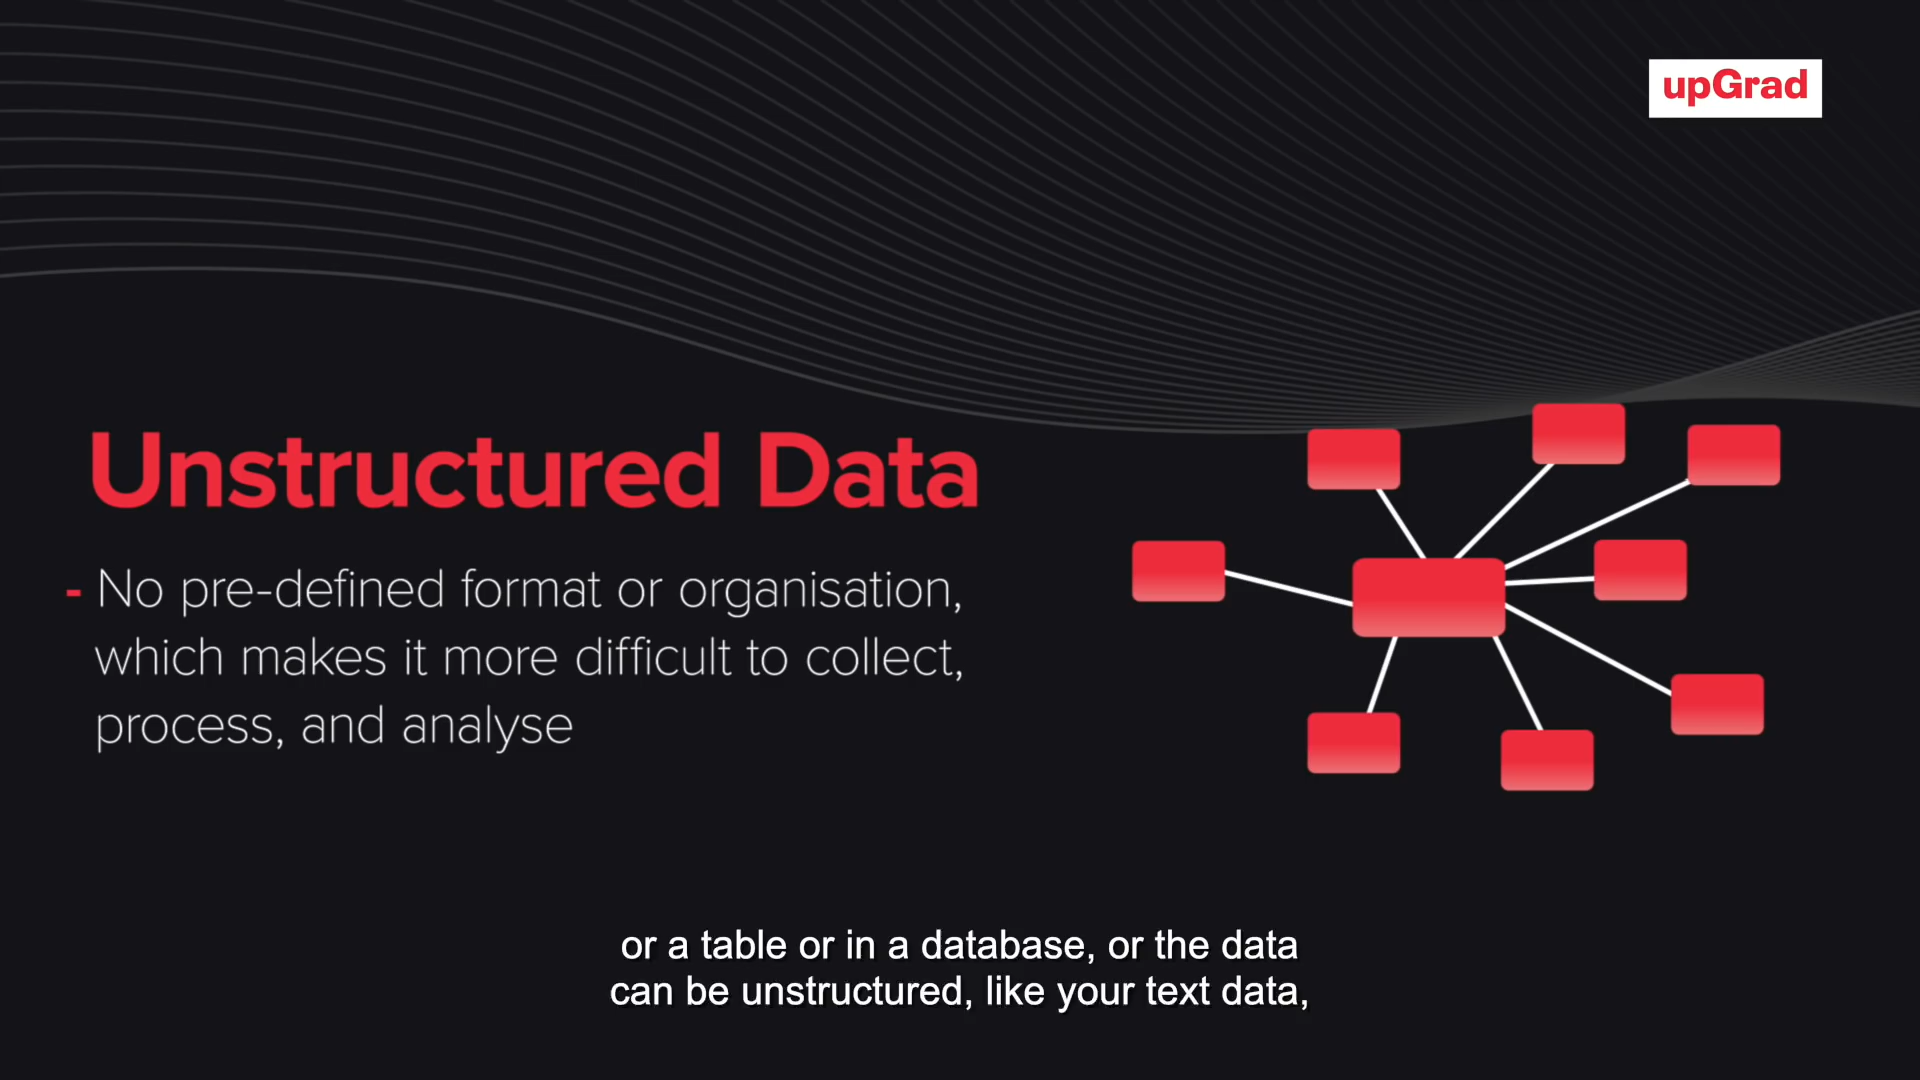 upGrad
Unstructured Data
- No pre-defined format or organisation,
which makes it more difficult to collect,
process, and analyse
or a table or in a database, or the data
can be unstructured, like your text data,